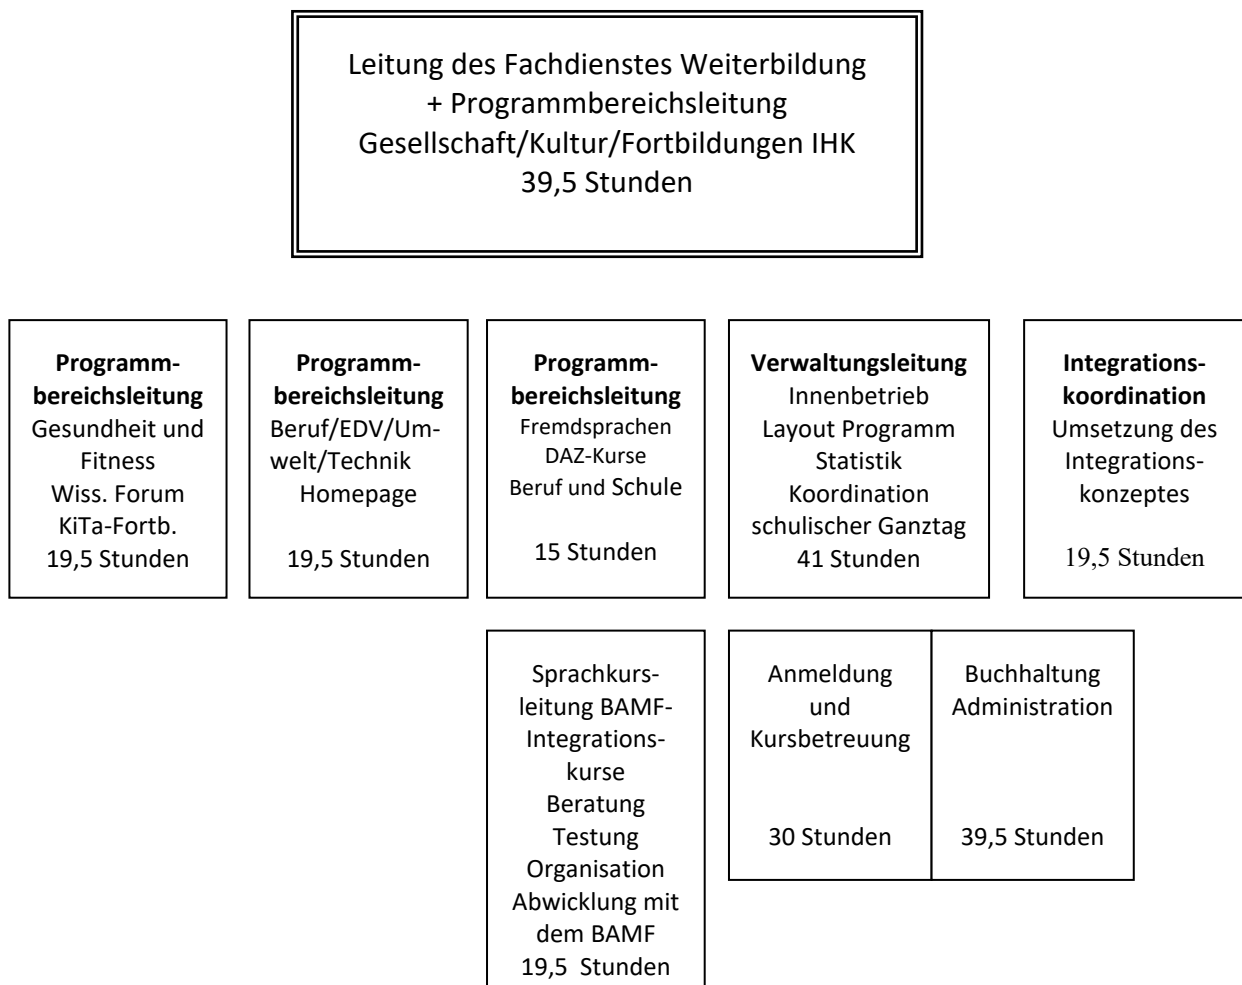 Leitung des Fachdienstes Weiterbildung
+ Programmbereichsleitung
Gesellschaft/Kultur/Fortbildungen IHK
39,5 Stunden
Programm-
bereichsleitung
Gesundheit und
Fitness
Wiss. Forum
KiTa-Fortb.
19,5 Stunden
Programm-
bereichsleitung
Beruf/EDV/Um-
welt/Technik
Homepage
19,5 Stunden
Programm-
bereichsleitung
Fremdsprachen
DAZ-Kurse
Beruf und Schule
15 Stunden
Verwaltungsleitung
Innenbetrieb
Layout Programm
Statistik
Koordination
schulischer Ganztag
41 Stunden
Integrations-
koordination
Umsetzung des
Integrations-
konzeptes
19,5 Stunden
Sprachkurs-
leitung BAMF-
Integrations-
kurse
Beratung
Testung
Organisation
Abwicklung mit
dem BAMF
19,5 Stunden
Anmeldung
und
Kursbetreuung
30 Stunden
Buchhaltung
Administration
39,5 Stunden